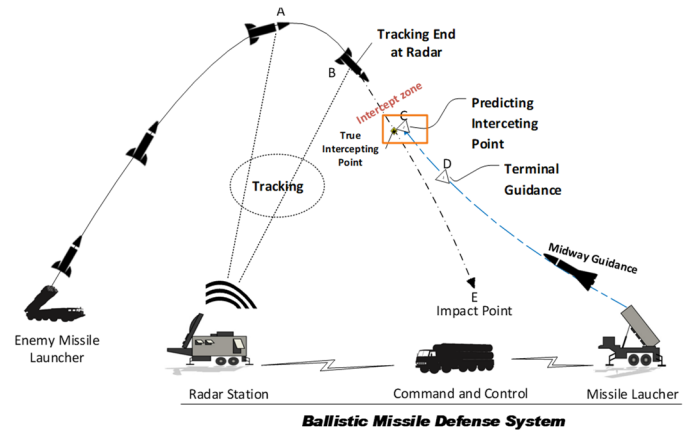 A
Tracking End
at Radar
B
Intercept zone
C
Predicting
Interceting
Point
True
Intercepting
Point
D
Terminal
Guidance
Tracking
Midway Guidance
E
Impact Point
Enemy Missile
Launcher
Radar Station
Command and Control
Missile Laucher
Ballistic Missile Defense System